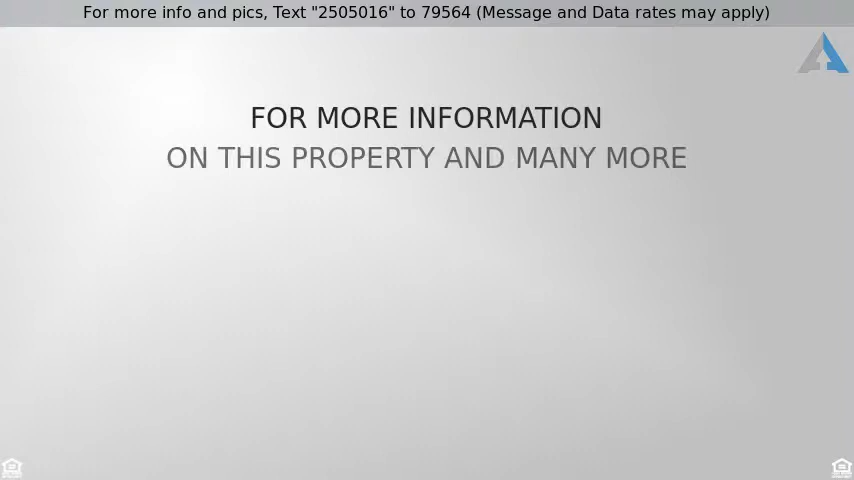 For more info and pics, Text "2505016" to 79564 (Message and Data rates may apply)
FOR MORE INFORMATION
ON THIS PROPERTY AND MANY MORE